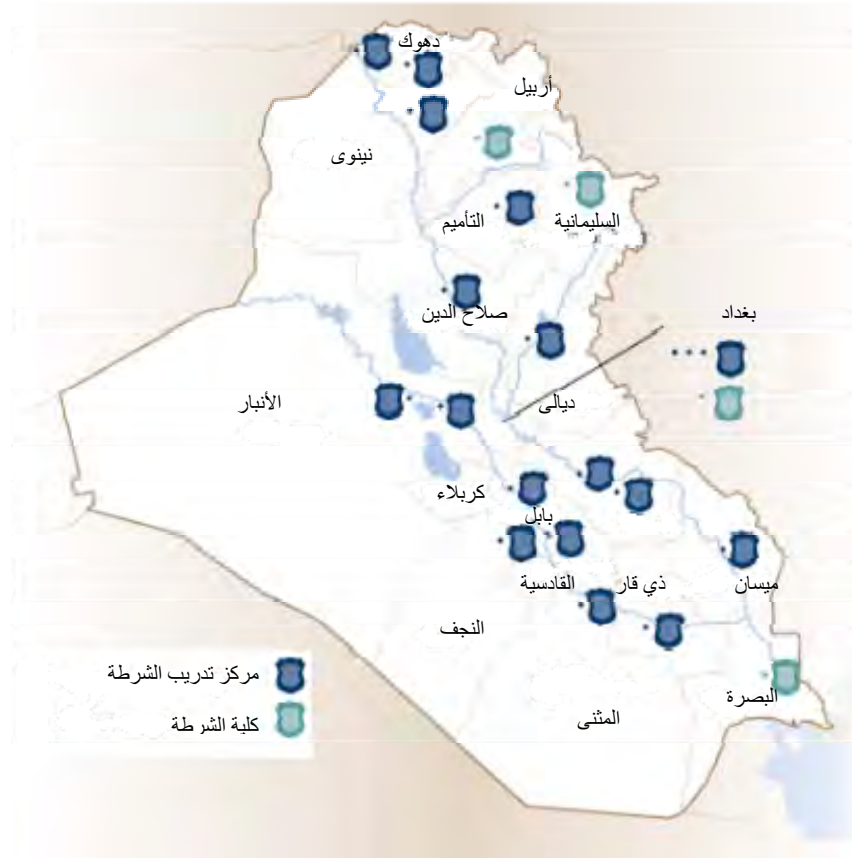 دهوك
أربيل
نينوى
التأميم
السليمانية
صلاح الدين
بغداد
ديالى
الأنبار
كربلاء
بابل
القادسية
ذي قار
ميسان
النجف
المثنى
البصرة
مركز تدريب الشرطة
كلية الشرطة